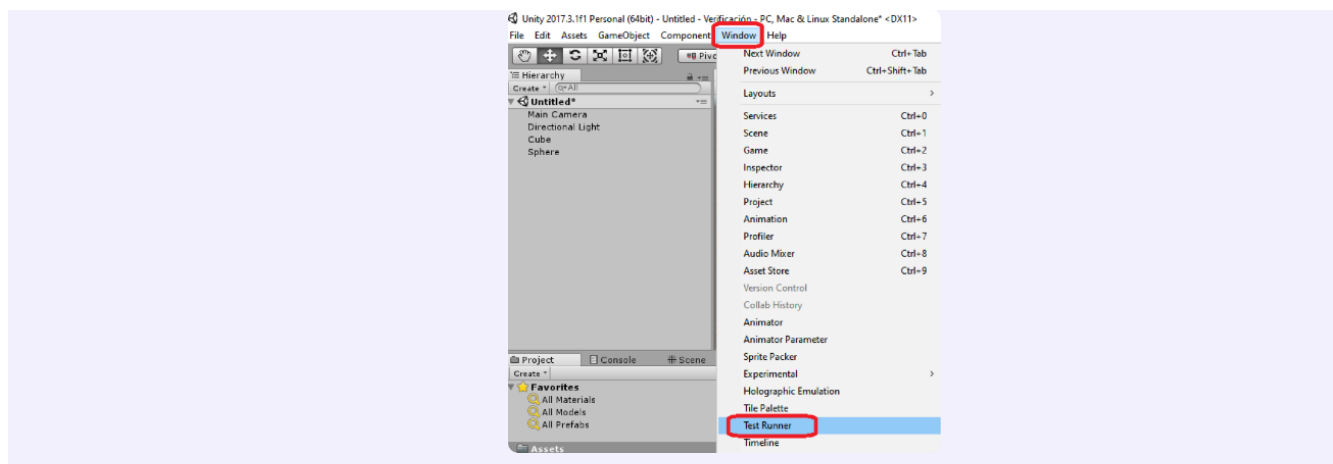 Unity 2017.3.1f1 Personal (64bit) - Untitled - Verificación - PC, Mac & Linux Standalone* <DX11>
File Edit Assets GameObject Component Window Help
Pivo
Hierarchy
Create All
Untitled*
Main Camera
Directional Light
Cube
Sphere
Project Console Scene
Create
Favorites
All Materials
All Models
All Prefabs
Assets
Next Window Ctrl+Tab
Previous Window Ctrl+Shift+Tab
Layouts
Services Ctrl+0
Scene Ctrl+1
Game Ctrl+2
Inspector Ctrl+3
Hierarchy Ctrl+4
Project Ctrl+5
Animation Ctrl+6
Profiler Ctrl+7
Audio Mixer Ctrl+8
Asset Store Ctrl+9
Version Control
Collab History
Animator
Animator Parameter
Sprite Packer
Experimental
Holographic Emulation
Tile Palette
Test Runner
Timeline